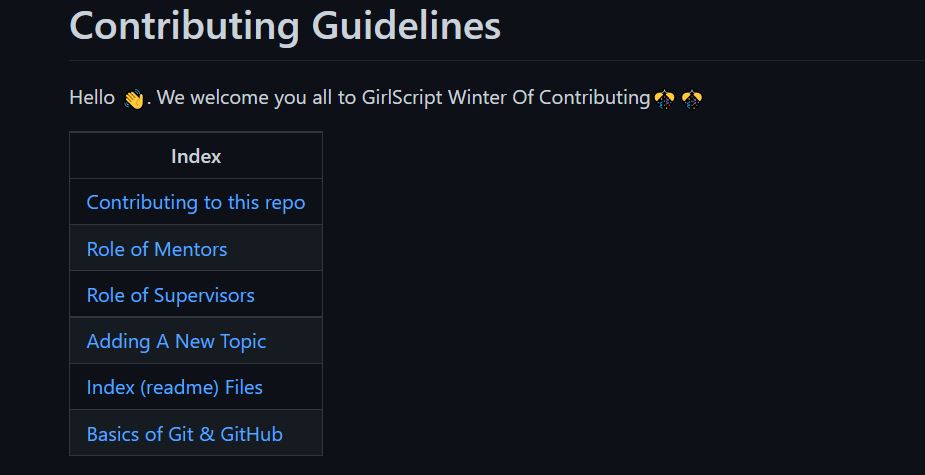 Contributing Guidelines
Hello 👋. We welcome you all to GirlScript Winter Of Contributing🎊🎊
Index
Contributing to this repo
Role of Mentors
Role of Supervisors
Adding A New Topic
Index (readme) Files
Basics of Git & GitHub